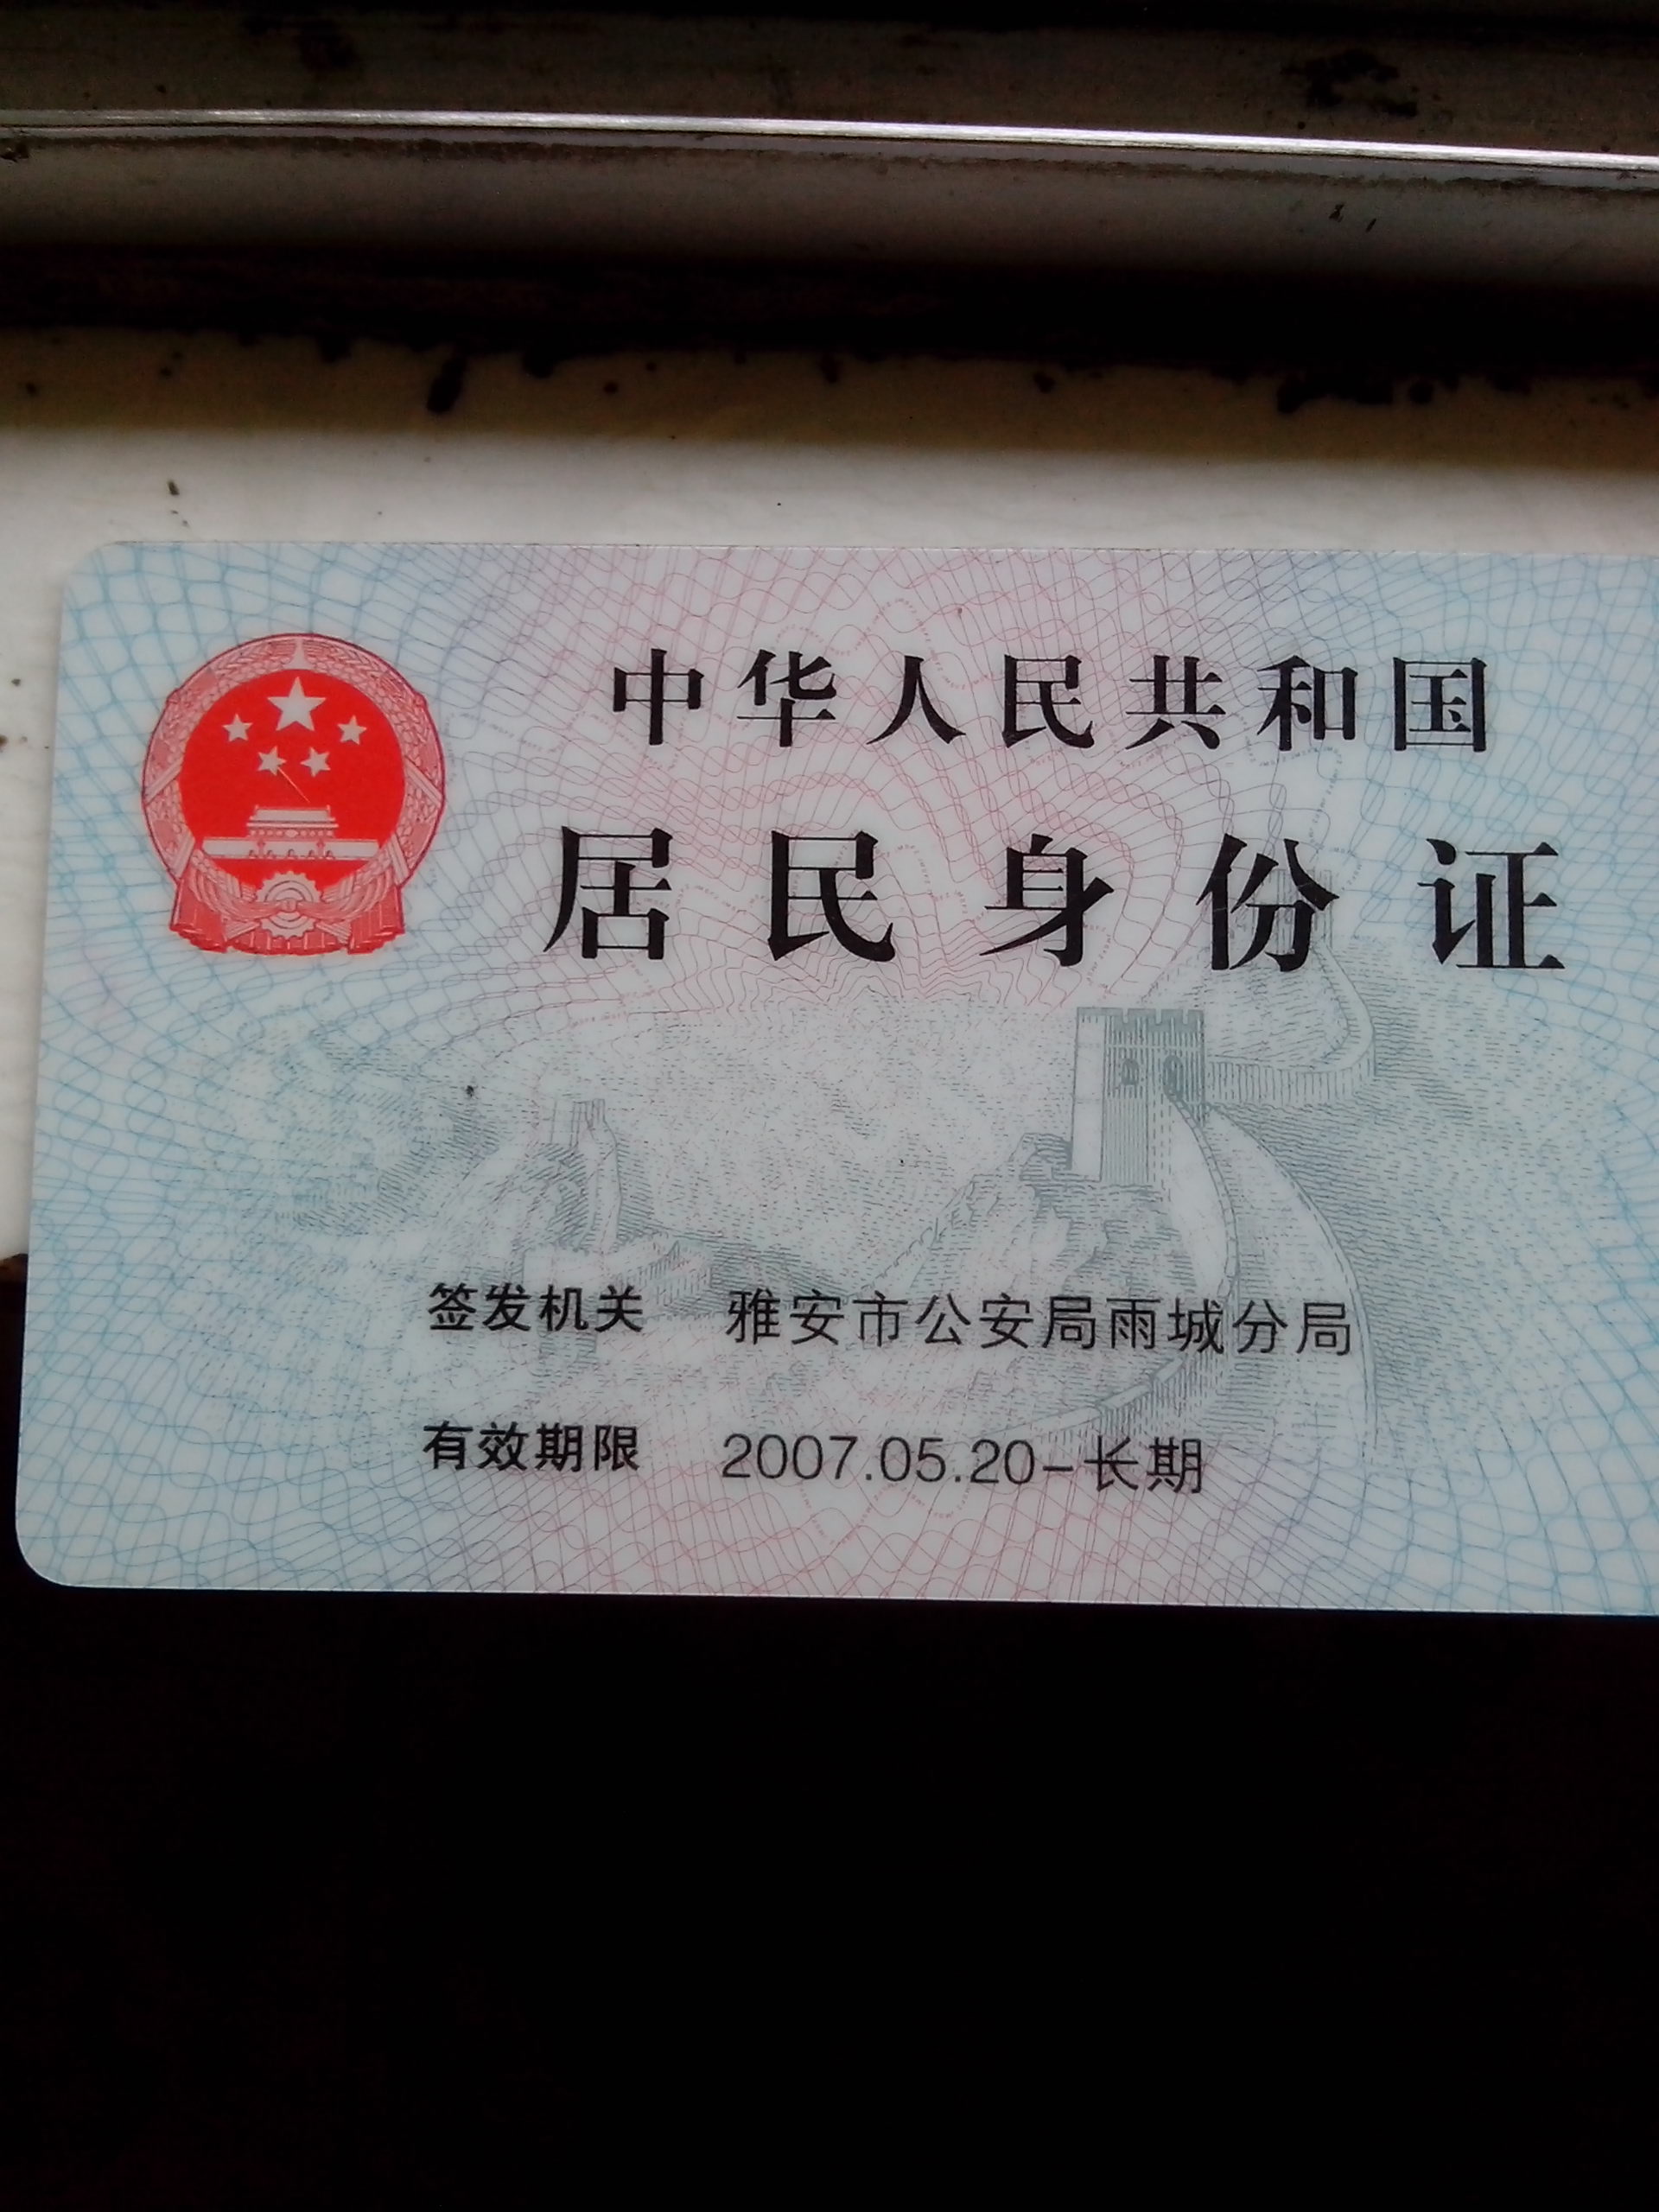 中华人民共和国
居民身份证
签发机关 雅安市公安局雨城分局
有效期限 2007.05.20-长期